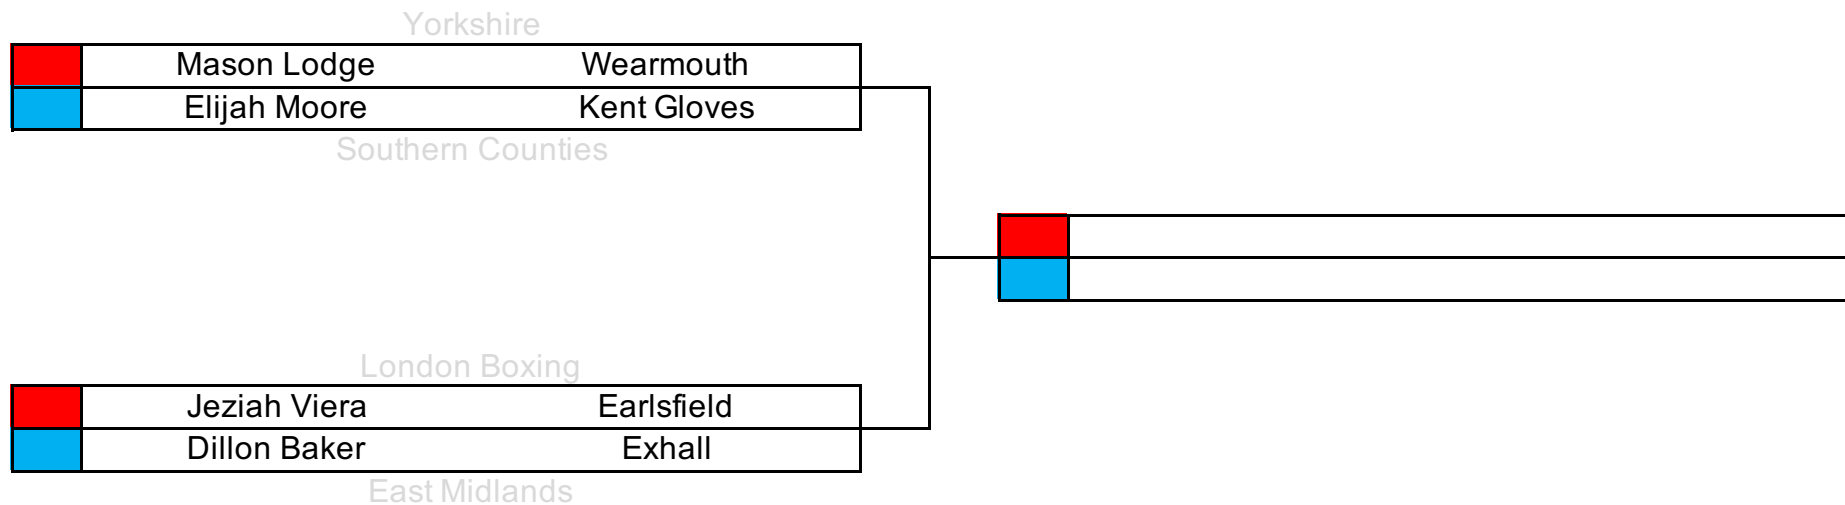 Yorkshire
Mason Lodge Wearmouth
Elijah Moore Kent Gloves
Southern Counties
London Boxing
Jeziah Viera Earlsfield
Dillon Baker Exhall
East Midlands